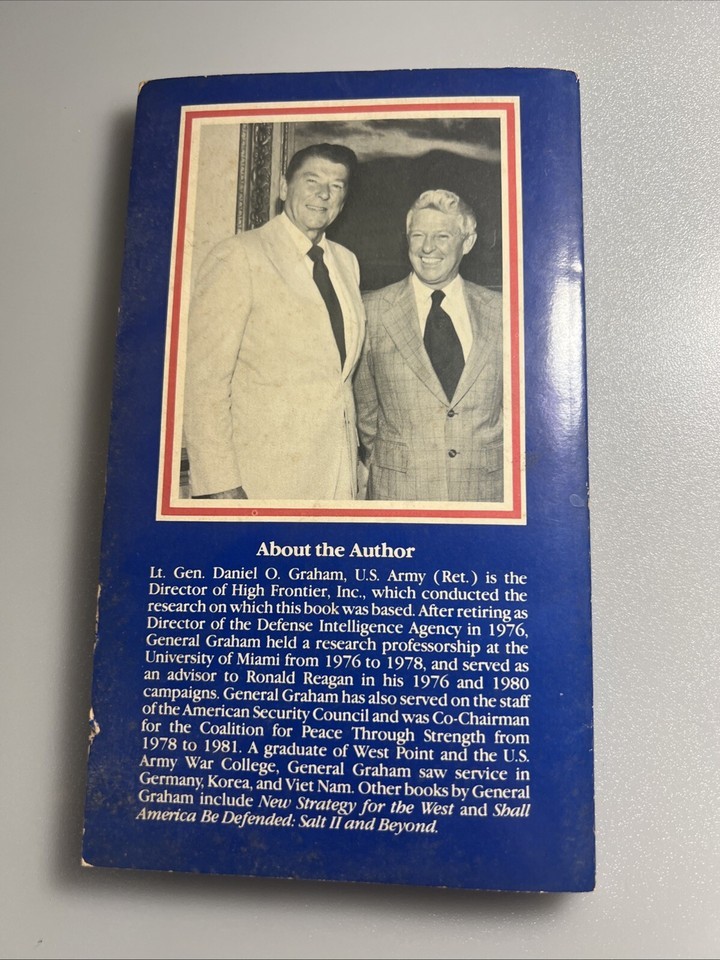 About the Author
Lt. Gen. Daniel O. Graham, U.S. Army (Ret.) is the
Director of High Frontier, Inc., which conducted the
research on which this book was based. After retiring as
Director of the Defense Intelligence Agency in 1976,
General Graham held a research professorship at the
University of Miami from 1976 to 1978, and served as
an advisor to Ronald Reagan in his 1976 and 1980
campaigns. General Graham has also served on the staff
of the American Security Council and was Co-Chairman
for the Coalition for Peace Through Strength from
1978 to 1981. A graduate of West Point and the U.S.
Army War College, General Graham saw service in
Germany, Korea, and Viet Nam. Other books by General
Graham include New Strategy for the West and Shall
America Be Defended: Salt II and Beyond.